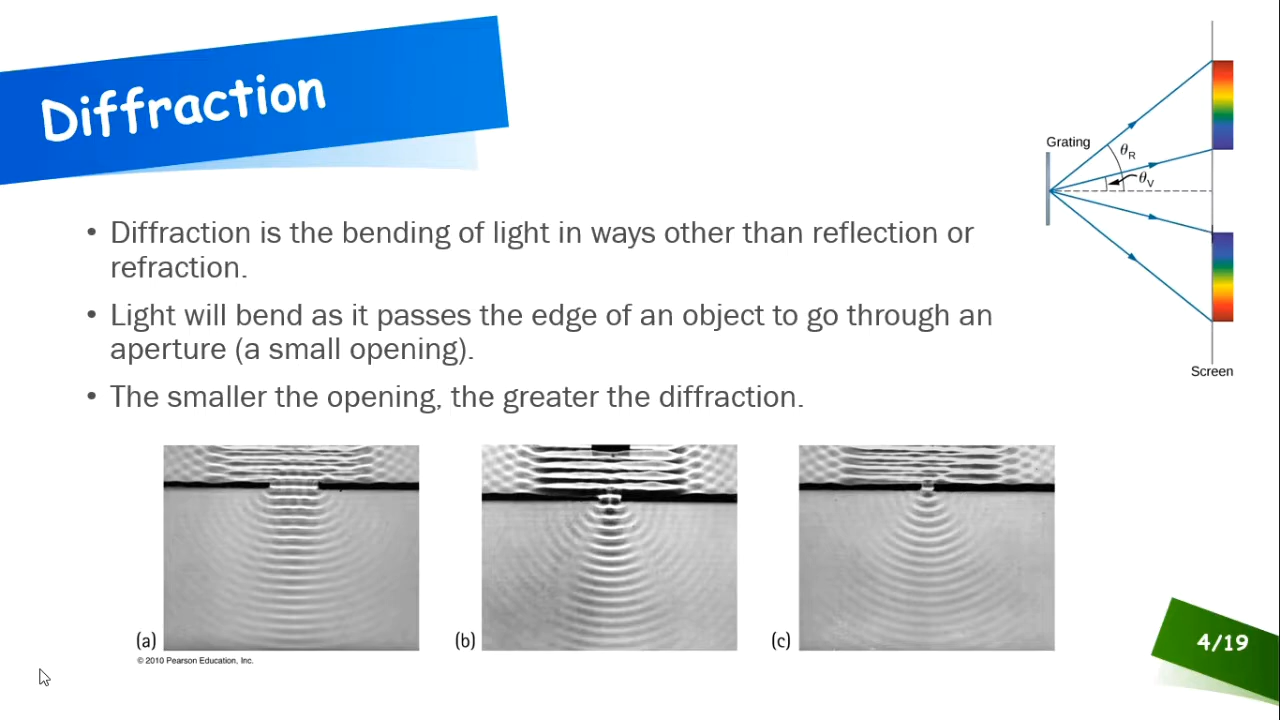 Diffraction
Grating
θR
θV
Screen
• Diffraction is the bending of light in ways other than reflection or
refraction.
• Light will bend as it passes the edge of an object to go through an
aperture (a small opening).
• The smaller the opening, the greater the diffraction.
(a)
(b)
(c)
© 2010 Pearson Education, Inc.
4/19